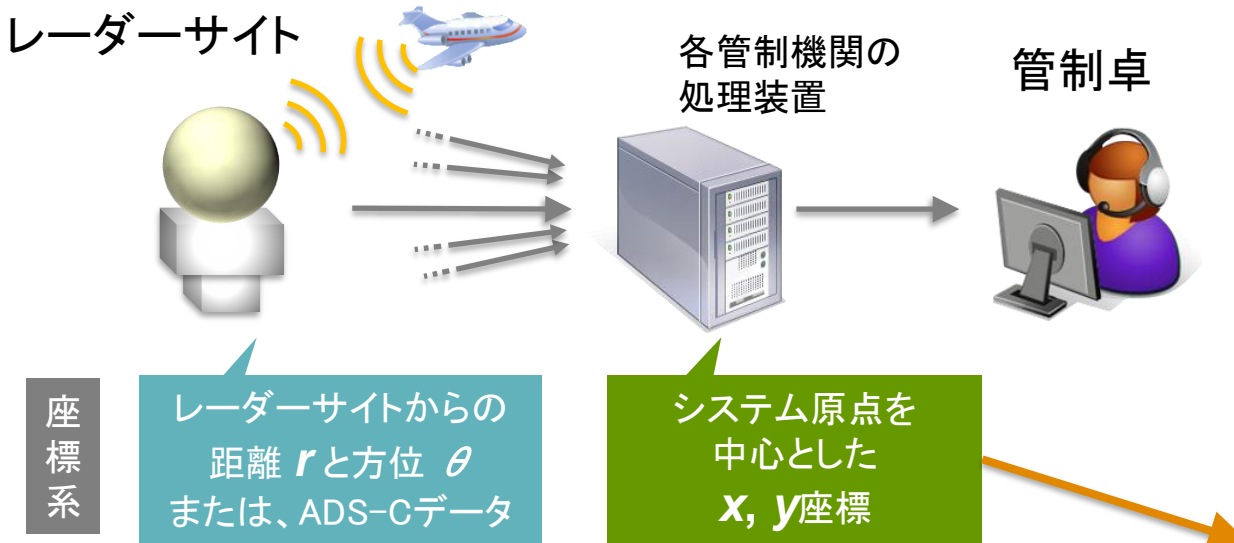 レーダーサイト
各管制機関の
処理装置
管制卓
座標系
レーダーサイトからの
距離 r と方位 θ
または、ADS-Cデータ
システム原点を
中心とした
x, y座標